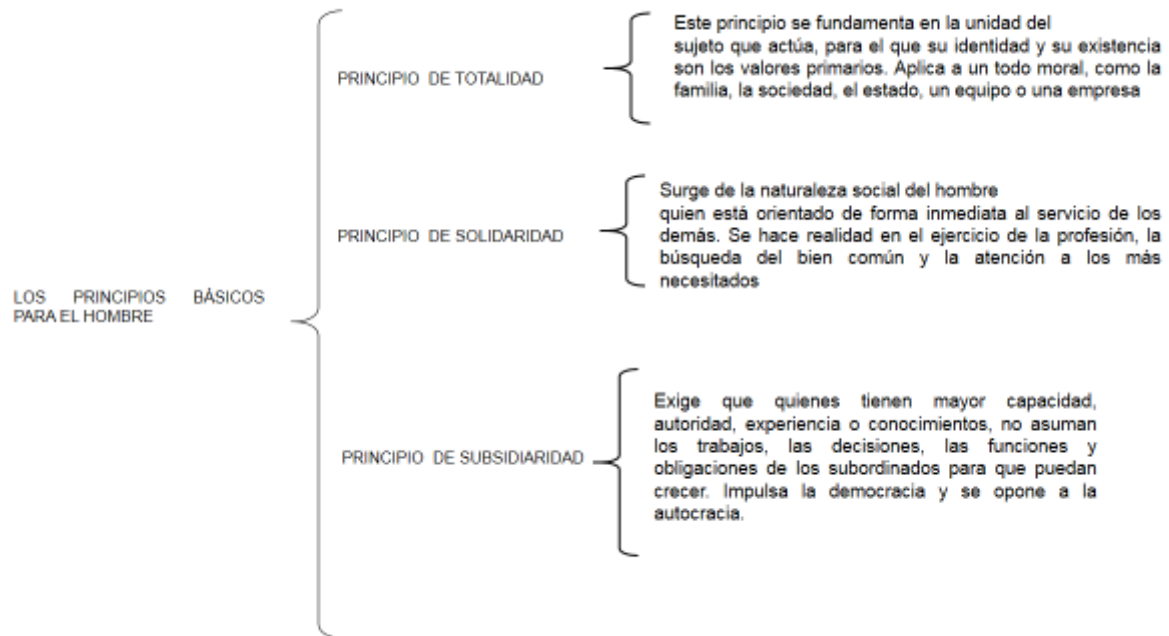 LOS PRINCIPIOS BÁSICOS
PARA EL HOMBRE
PRINCIPIO DE TOTALIDAD
Este principio se fundamenta en la unidad del
sujeto que actúa, para el que su identidad y su existencia
son los valores primarios. Aplica a un todo moral, como la
familia, la sociedad, el estado, un equipo o una empresa
PRINCIPIO DE SOLIDARIDAD
Surge de la naturaleza social del hombre
quien está orientado de forma inmediata al servicio de los
demás. Se hace realidad en el ejercicio de la profesión, la
búsqueda del bien común y la atención a los más
necesitados
PRINCIPIO DE SUBSIDIARIDAD
Exige que quienes tienen mayor capacidad,
autoridad, experiencia o conocimientos, no asuman
los trabajos, las decisiones, las funciones y
obligaciones de los subordinados para que puedan
crecer. Impulsa la democracia y se opone a la
autocracia.